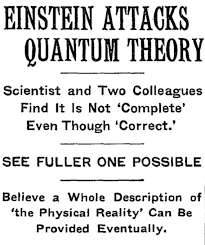 EINSTEIN ATTACKS
QUANTUM THEORY
Scientist and Two Colleagues
Find It Is Not 'Complete'
Even Though 'Correct.'
SEE FULLER ONE POSSIBLE
Believe a Whole Description of
'the Physical Reality' Can Be
Provided Eventually.